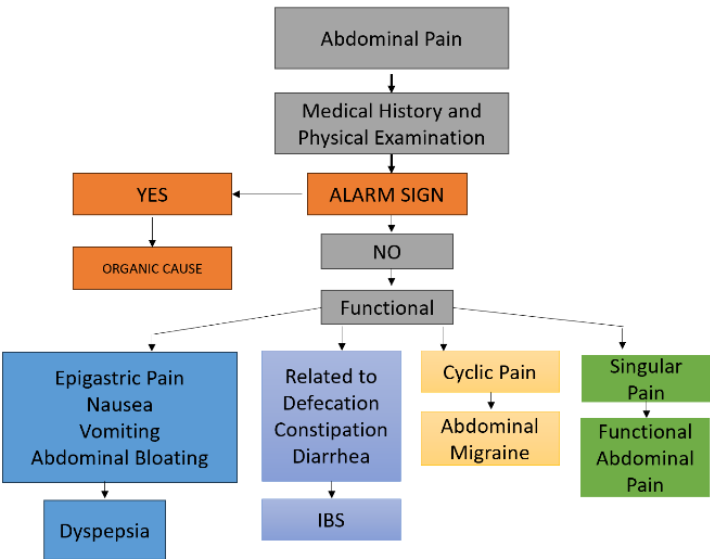 Abdominal Pain
Medical History and
Physical Examination
YES
ALARM SIGN
ORGANIC CAUSE
NO
Functional
Epigastric Pain
Nausea
Vomiting
Abdominal Bloating
Related to
Defecation
Constipation
Diarrhea
Cyclic Pain
Singular
Pain
Abdominal
Migraine
Functional
Abdominal
Pain
Dyspepsia
IBS